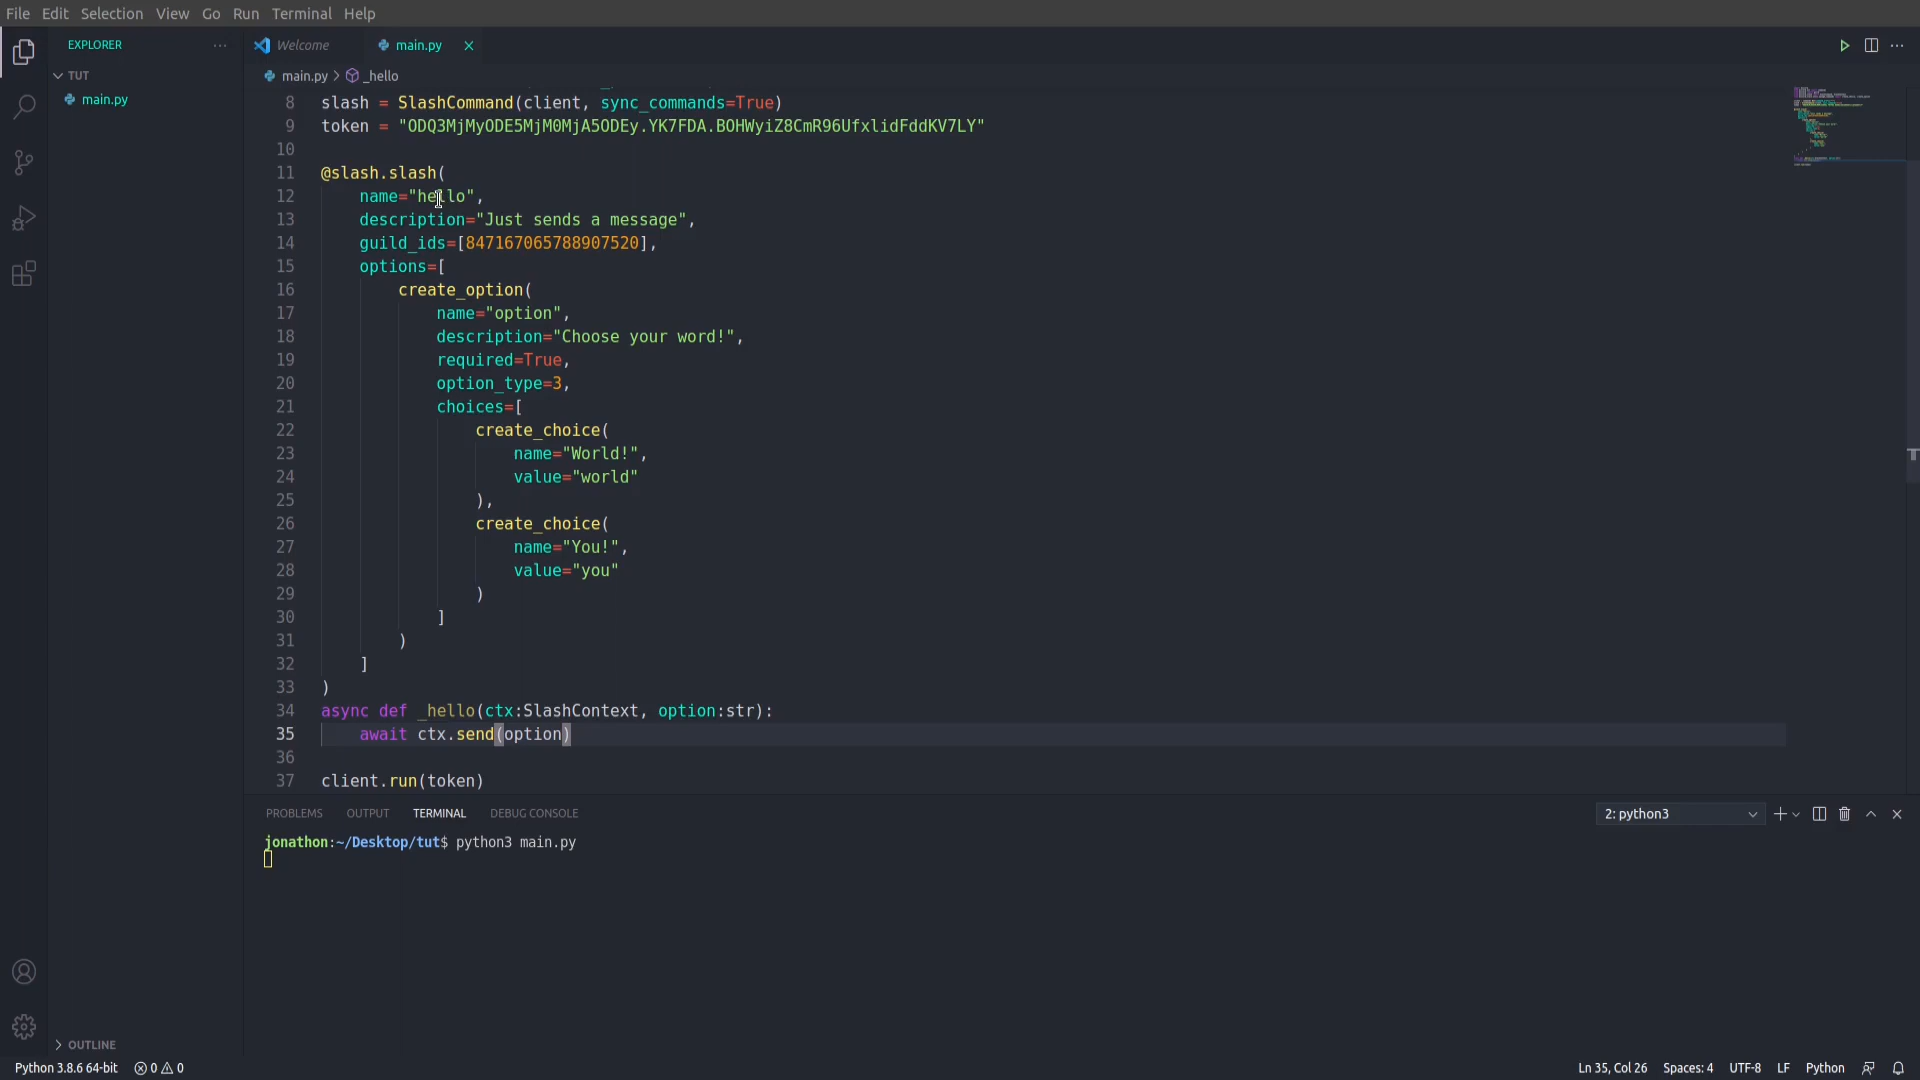 File Edit Selection View Go Run Terminal Help
EXPLORER
Welcome
main.py
TUT
main.py
main.py > _hello
8 slash = SlashCommand(client, sync_commands=True)
9 token = "ODQ3MjMyODE5MjM0MjA5ODEy.YK7FDA.BOHWyiZ8CmR96UfxlidFddKV7LY"
10
11 @slash.slash(
12 name="hello",
13 description="Just sends a message",
14 guild_ids=[847167065788907520],
15 options=[
16 create_option(
17 name="option",
18 description="Choose your word!",
19 required=True,
20 option_type=3,
21 choices=[
22 create_choice(
23 name="World!",
24 value="world"
25 ),
26 create_choice(
27 name="You!",
28 value="you"
29 )
30 ]
31 )
32 ]
33 )
34 async def _hello(ctx:SlashContext, option:str):
35 await ctx.send(option)
36
37 client.run(token)
PROBLEMS OUTPUT TERMINAL DEBUG CONSOLE
2: python3
jonathon:~/Desktop/tut$ python3 main.py
OUTLINE
Python 3.8.6 64-bit 0 0
Ln 35, Col 26 Spaces: 4 UTF-8 LF Python